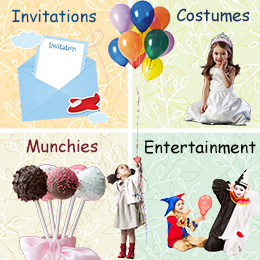 Invitations
Costumes
Invitation
Munchies
Entertainment